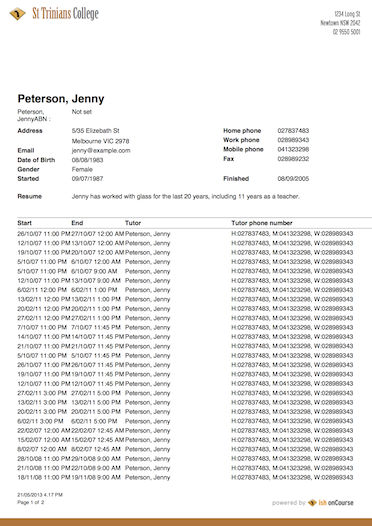 St Trinians College
1234 Long St
Newtown NSW 2042
02 9550 5001
Peterson, Jenny
Peterson, JennyABN : Not set
Address 5/35 Elizebath St Home phone 027837483
Melbourne VIC 2978 Work phone 028989343
Email jenny@example.com Mobile phone 041323298
Date of Birth 08/08/1983 Fax 028989232
Gender Female
Started 09/07/1987 Finished 08/09/2005
Resume Jenny has worked with glass for the last 20 years, including 11 years as a teacher.
Start End Tutor Tutor phone number
26/10/07 11:00 PM 27/10/07 12:00 AM Peterson, Jenny H:027837483, M:041323298, W:028989343
12/10/07 11:00 PM 13/10/07 12:00 AM Peterson, Jenny H:027837483, M:041323298, W:028989343
19/10/07 11:00 PM 20/10/07 12:00 AM Peterson, Jenny H:027837483, M:041323298, W:028989343
5/10/07 11:00 PM 6/10/07 12:00 AM Peterson, Jenny H:027837483, M:041323298, W:028989343
5/10/07 11:00 PM 6/10/07 9:00 AM Peterson, Jenny H:027837483, M:041323298, W:028989343
12/10/07 11:00 PM 13/10/07 9:00 AM Peterson, Jenny H:027837483, M:041323298, W:028989343
6/02/11 12:00 PM 6/02/11 1:00 PM Peterson, Jenny H:027837483, M:041323298, W:028989343
13/02/11 12:00 PM 13/02/11 1:00 PM Peterson, Jenny H:027837483, M:041323298, W:028989343
20/02/11 12:00 PM 20/02/11 1:00 PM Peterson, Jenny H:027837483, M:041323298, W:028989343
27/02/11 12:00 PM 27/02/11 1:00 PM Peterson, Jenny H:027837483, M:041323298, W:028989343
7/10/07 11:00 PM 7/10/07 11:45 PM Peterson, Jenny H:027837483, M:041323298, W:028989343
14/10/07 11:00 PM 14/10/07 11:45 PM Peterson, Jenny H:027837483, M:041323298, W:028989343
21/10/07 11:00 PM 21/10/07 11:45 PM Peterson, Jenny H:027837483, M:041323298, W:028989343
5/10/07 11:00 PM 5/10/07 11:45 PM Peterson, Jenny H:027837483, M:041323298, W:028989343
26/10/07 11:00 PM 26/10/07 11:45 PM Peterson, Jenny H:027837483, M:041323298, W:028989343
19/10/07 11:00 PM 19/10/07 11:45 PM Peterson, Jenny H:027837483, M:041323298, W:028989343
12/10/07 11:00 PM 12/10/07 11:45 PM Peterson, Jenny H:027837483, M:041323298, W:028989343
27/02/11 3:00 PM 27/02/11 5:00 PM Peterson, Jenny H:027837483, M:041323298, W:028989343
13/02/11 3:00 PM 13/02/11 5:00 PM Peterson, Jenny H:027837483, M:041323298, W:028989343
20/02/11 3:00 PM 20/02/11 5:00 PM Peterson, Jenny H:027837483, M:041323298, W:028989343
6/02/11 3:00 PM 6/02/11 5:00 PM Peterson, Jenny H:027837483, M:041323298, W:028989343
22/02/07 12:00 AM 22/02/07 12:45 AM Peterson, Jenny H:027837483, M:041323298, W:028989343
15/02/07 12:00 AM 15/02/07 12:45 AM Peterson, Jenny H:027837483, M:041323298, W:028989343
8/02/07 12:00 AM 8/02/07 12:45 AM Peterson, Jenny H:027837483, M:041323298, W:028989343
28/10/08 11:00 PM 29/10/08 9:00 AM Peterson, Jenny H:027837483, M:041323298, W:028989343
21/10/08 11:00 PM 22/10/08 9:00 AM Peterson, Jenny H:027837483, M:041323298, W:028989343
18/11/08 11:00 PM 19/11/08 9:00 AM Peterson, Jenny H:027837483, M:041323298, W:028989343
21/05/2013 4.17 PM
Page 1 of 2
powered by ish onCourse